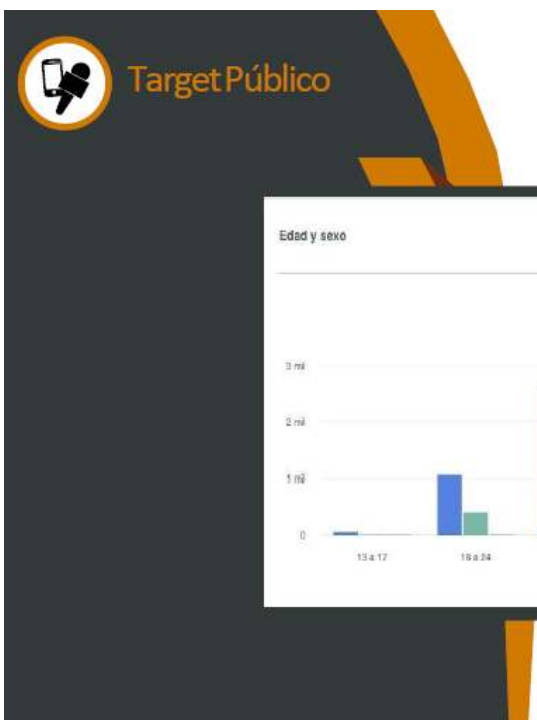 Target Público
Edad y sexo
3 mil
2 mil
1 mil
0
13 a 17
18 a 24